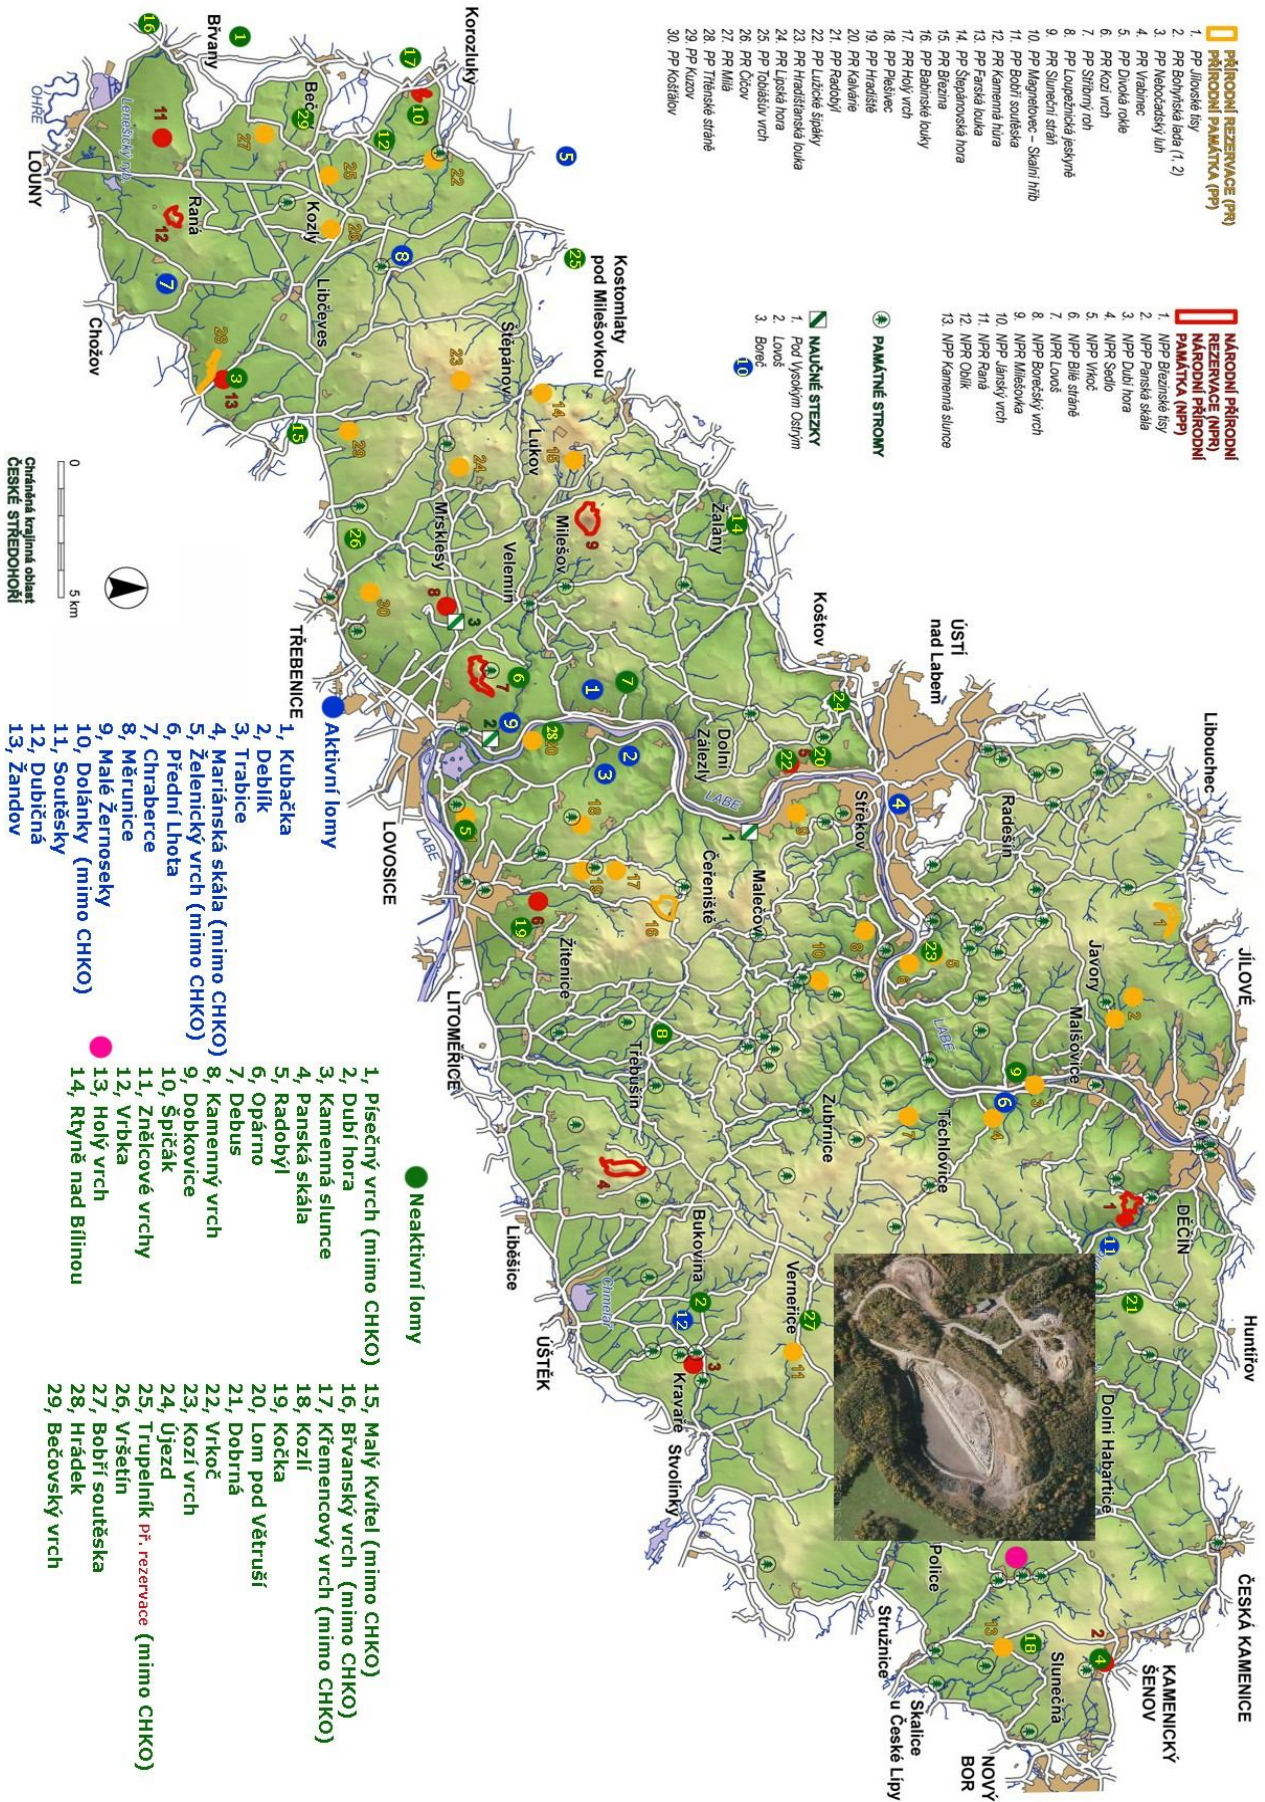 PŘÍRODNÍ REZERVACE (PR)
PŘÍRODNÍ PAMÁTKA (PP)
1. PP Jílovské tisy
2. PR Bohyňská lada (1, 2)
3. PP Nebočadský luh
4. PR Vrabinec
5. PP Divoká rokle
6. PR Kozí vrch
7. PP Stříbrný roh
8. PP Loupežnická jeskyně
9. PR Sluneční stráň
10. PP Magnetovec – Skalní hřib
11. PP Bobří soutěska
12. PR Kamenná hůra
13. PP Farská louka
14. PP Štěpánovská hora
15. PR Březina
16. PP Babinské louky
17. PR Holý vrch
18. PP Plešivec
19. PP Hradiště
20. PR Kalvárie
21. PP Radobýl
22. PP Lužické šipáky
23. PR Hradišťanská louka
24. PR Lipská hora
25. PP Tobiášův vrch
26. PR Číčov
27. PR Milá
28. PP Třtěnské stráně
29. PP Kuzov
30. PP Košťálov
NÁRODNÍ PŘÍRODNÍ
REZERVACE (NPR)
NÁRODNÍ PŘÍRODNÍ
PAMÁTKA (NPP)
1. NPP Březinské tisy
2. NPP Panská skála
3. NPP Dubí hora
4. NPR Sedlo
5. NPP Vrkoč
6. NPP Bílé stráně
7. NPR Lovoš
8. NPP Borečský vrch
9. NPR Milešovka
10. NPP Jánský vrch
11. NPR Raná
12. NPR Oblík
13. NPP Kamenná slunce
PAMÁTNÉ STROMY
NAUČNÉ STEZKY
1. Pod Vysokým Ostrým
2. Lovoš
3. Boreč
10
Libouchec
JÍLOVÉ
Huntířov
ČESKÁ KAMENICE
KAMENICKÝ
ŠENOV
ÚSTÍ
nad Labem
Radešín
Javory
Malšovice
DĚČÍN
Dolní Habartice
Slunečná
NOVÝ
BOR
Skalice
u České Lípy
Stružnice
Police
LABE
Střekov
Těchlovice
Koštov
Dolní
Zálezly
LABE
Malečov
Čeřeniště
Zubrnice
Verneřice
Bukovina
Kravaře
Stvolínky
Kostomlaty
pod Milešovkou
Žalany
Lukov
Milešov
Štěpánov
Velemín
Mrsklesy
Třebušín
Žitenice
Liběšice
Chmelař
ÚŠTĚK
LITOMĚŘICE
LABE
LOVOSICE
TŘEBENICE
Korozluky
Břvany
Bečov
Kozly
Libčeves
Raná
Lenešický ryb.
OHŘE
LOUNY
Chožov
0
5 km
Chráněná krajinná oblast
ČESKÉ STŘEDOHOŘÍ
Aktivní lomy
1, Kubačka
2, Deblík
3, Trabice
4, Mariánská skála (mimo CHKO)
5, Želenický vrch (mimo CHKO)
6, Přední Lhota
7, Chraberce
8, Měrunice
9, Malé Žernoseky
10, Dolánky (mimo CHKO)
11, Soutěsky
12, Dubičná
13, Žandov
Neaktivní lomy
1, Písečný vrch (mimo CHKO)
2, Dubí hora
3, Kamenná slunce
4, Panská skála
5, Radobýl
6, Opárno
7, Debus
8, Kamenný vrch
9, Dobkovice
10, Špičák
11, Znělcové vrchy
12, Vrbka
13, Holý vrch
14, Rtyně nad Bílinou
15, Malý Kvítel (mimo CHKO)
16, Břvanský vrch (mimo CHKO)
17, Křemencový vrch (mimo CHKO)
18, Kozlí
19, Kočka
20, Lom pod Větruší
21, Dobrná
22, Vrkoč
23, Kozí vrch
24, Újezd
25, Trupelník př. rezervace (mimo CHKO)
26, Vršetín
27, Bobří soutěska
28, Hrádek
29, Bečovský vrch